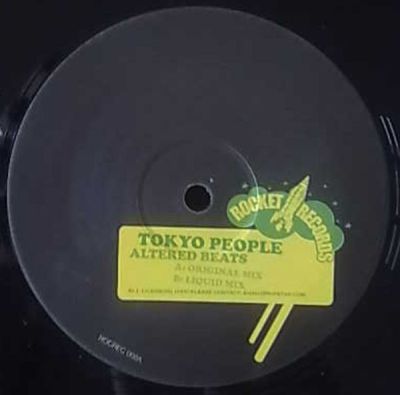 ROCKET RECORDS
TOKYO PEOPLE
ALTERED BEATS
A: ORIGINAL MIX
B: LIQUID MIX